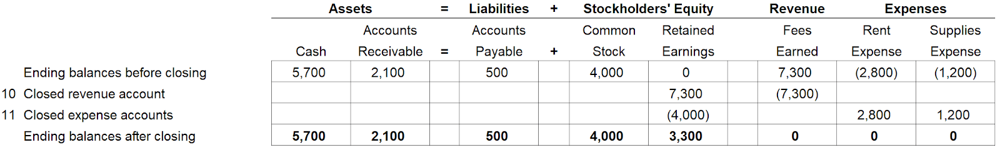 Assets = Liabilities + Stockholders' Equity Revenue Expenses
Accounts Accounts Common Retained Fees Rent Supplies
Cash Receivable = Payable + Stock Earnings Earned Expense Expense
Ending balances before closing 5,700 2,100 500 4,000 0 7,300 (2,800) (1,200)
10 Closed revenue account 7,300 (7,300)
11 Closed expense accounts (4,000) 2,800 1,200
Ending balances after closing 5,700 2,100 500 4,000 3,300 0 0 0